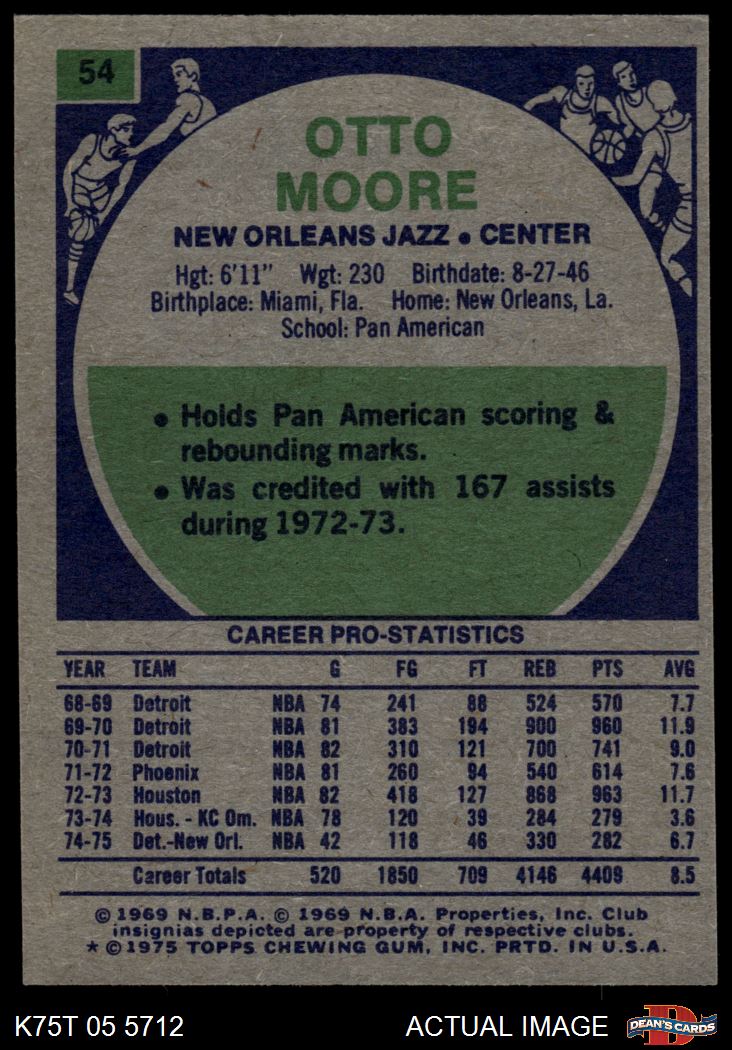 54
OTTO
MOORE
NEW ORLEANS JAZZ • CENTER
Hgt: 6'11" Wgt: 230 Birthdate: 8-27-46
Birthplace: Miami, Fla. Home: New Orleans, La.
School: Pan American
• Holds Pan American scoring &
rebounding marks.
• Was credited with 167 assists
during 1972-73.
CAREER PRO-STATISTICS
YEAR TEAM G FG FT REB PTS AVG
68-69 Detroit NBA 74 241 88 524 570 7.7
69-70 Detroit NBA 81 383 194 900 960 11.9
70-71 Detroit NBA 82 310 121 700 741 9.0
71-72 Phoenix NBA 81 260 94 540 614 7.6
72-73 Houston NBA 82 418 127 868 963 11.7
73-74 Hous. - KC Om. NBA 78 120 39 284 279 3.6
74-75 Det.-New Orl. NBA 42 118 46 330 282 6.7
Career Totals 520 1850 709 4146 4409 8.5
© 1969 N.B.P.A. © 1969 N.B.A. Properties, Inc. Club
insignias depicted are property of respective clubs.
* © 1975 TOPPS CHEWING GUM, INC. PRTD. IN U.S.A.
K75T 05 5712 ACTUAL IMAGE
D
DEAN'S CARDS